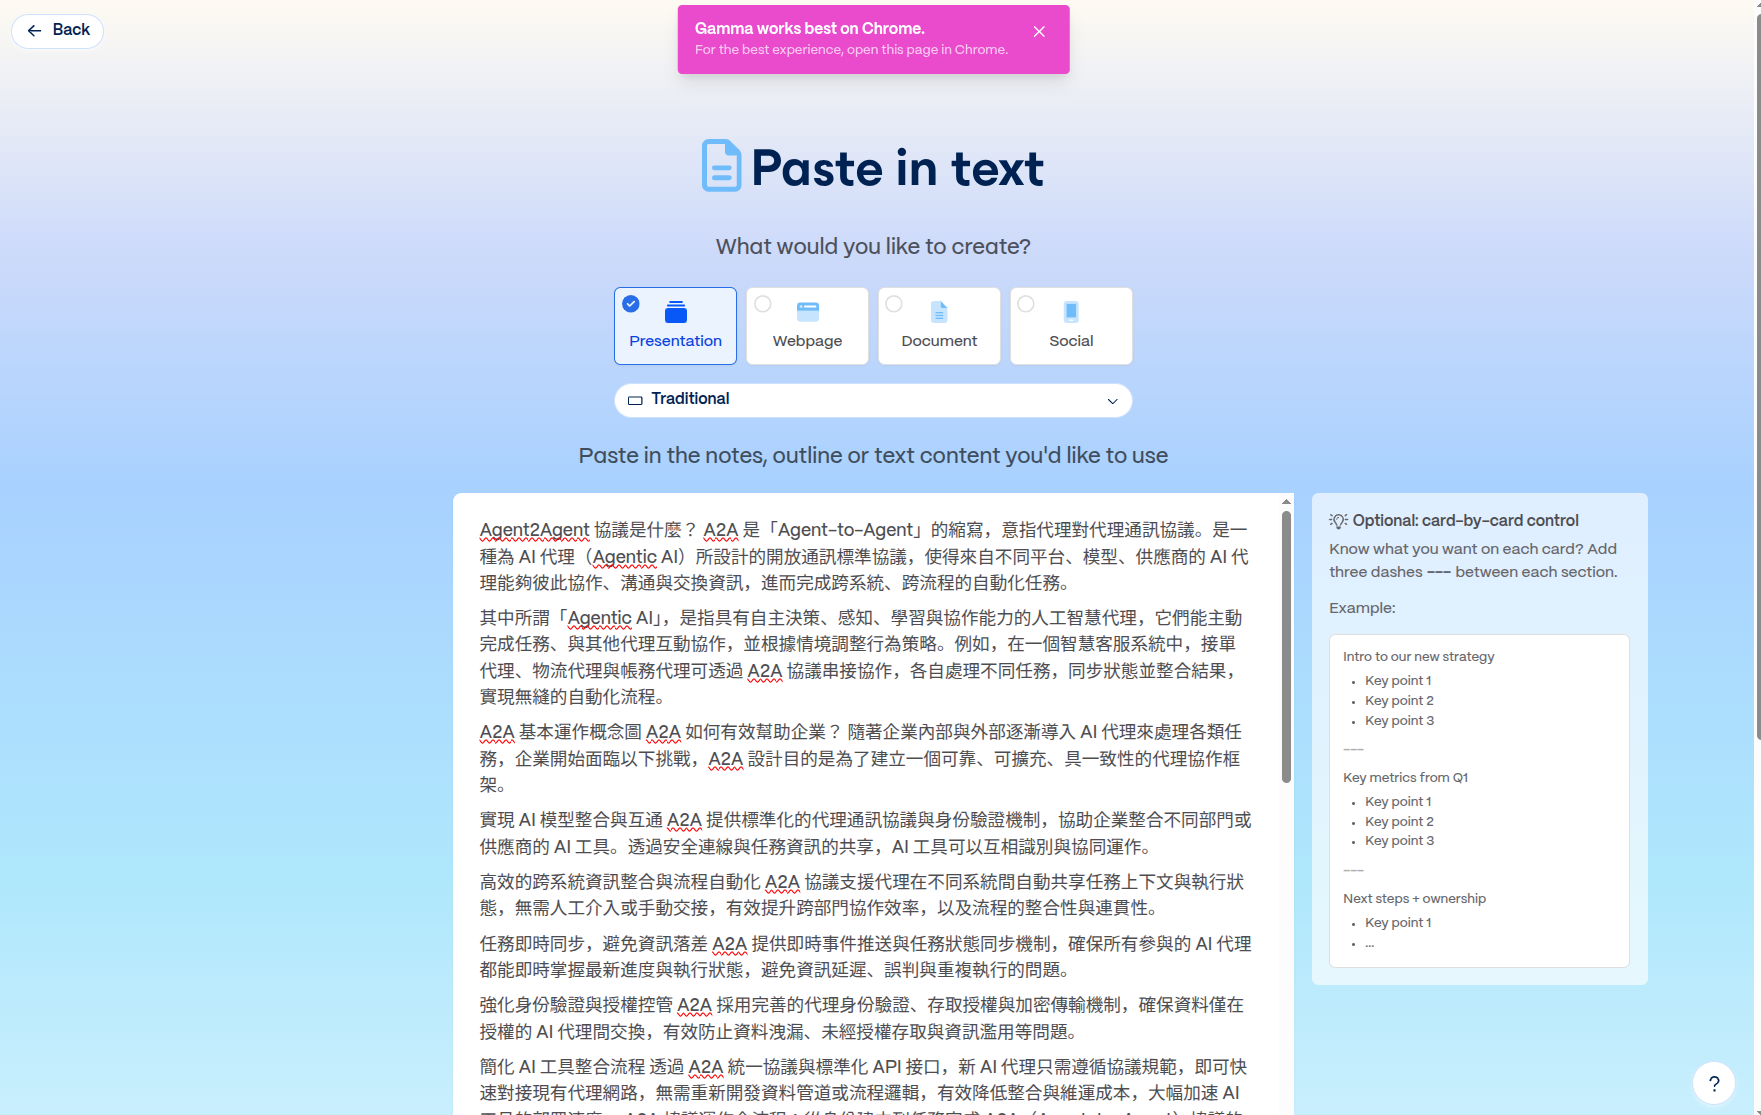 Back
Gamma works best on Chrome.
For the best experience, open this page in Chrome.
Paste in text
What would you like to create?
Presentation
Webpage
Document
Social
Traditional
Paste in the notes, outline or text content you'd like to use
Agent2Agent 協議是什麼？ A2A 是「Agent-to-Agent」的縮寫，意指代理對代理通訊協議。是一
種為 AI 代理（Agentic AI）所設計的開放通訊標準協議，使得來自不同平台、模型、供應商的 AI 代
理能夠彼此協作、溝通與交換資訊，進而完成跨系統、跨流程的自動化任務。
其中所謂「Agentic AI」，是指具有自主決策、感知、學習與協作能力的人工智慧代理，它們能主動
完成任務、與其他代理互動協作，並根據情境調整行為策略。例如，在一個智慧客服系統中，接單
代理、物流代理與帳務代理可透過 A2A 協議串接協作，各自處理不同任務，同步狀態並整合結果，
實現無縫的自動化流程。
A2A 基本運作概念圖 A2A 如何有效幫助企業？ 隨著企業內部與外部逐漸導入 AI 代理來處理各類任
務，企業開始面臨以下挑戰，A2A 設計目的是為了建立一個可靠、可擴充、具一致性的代理協作框
架。
實現 AI 模型整合與互通 A2A 提供標準化的代理通訊協議與身份驗證機制，協助企業整合不同部門或
供應商的 AI 工具。透過安全連線與任務資訊的共享，AI 工具可以互相識別與協同運作。
高效的跨系統資訊整合與流程自動化 A2A 協議支援代理在不同系統間自動共享任務上下文與執行狀
態，無需人工介入或手動交接，有效提升跨部門協作效率，以及流程的整合性與連貫性。
任務即時同步，避免資訊落差 A2A 提供即時事件推送與任務狀態同步機制，確保所有參與的 AI 代理
都能即時掌握最新進度與執行狀態，避免資訊延遲、誤判與重複執行的問題。
強化身份驗證與授權控管 A2A 採用完善的代理身份驗證、存取授權與加密傳輸機制，確保資料僅在
授權的 AI 代理間交換，有效防止資料洩漏、未經授權存取與資訊濫用等問題。
簡化 AI 工具整合流程 透過 A2A 統一協議與標準化 API 接口，新 AI 代理只需遵循協議規範，即可快
速對接現有代理網路，無需重新開發資料管道或流程邏輯，有效降低整合與維運成本，大幅加速 AI
Optional: card-by-card control
Know what you want on each card? Add
three dashes --- between each section.
Example:
Intro to our new strategy
• Key point 1
• Key point 2
• Key point 3
---
Key metrics from Q1
• Key point 1
• Key point 2
• Key point 3
---
Next steps + ownership
• Key point 1
• ...
?